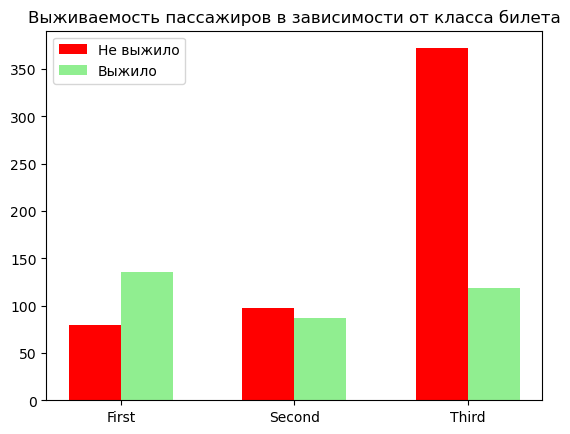 Выживаемость пассажиров в зависимости от класса билета
Не выжило
Выжило
350
300
250
200
150
100
50
0
First Second Third